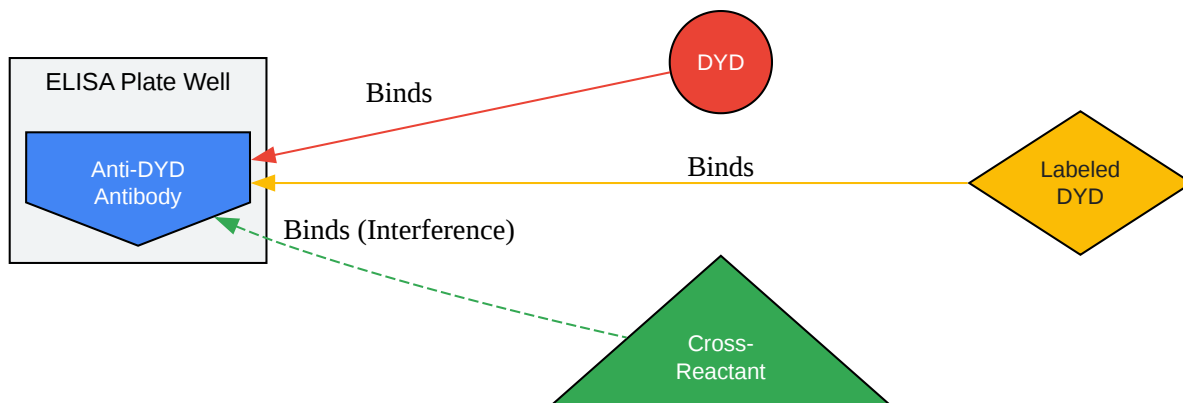 ELISA Plate Well
Anti-DYD
Antibody
Binds
DYD
Binds
Labeled
DYD
Binds (Interference)
Cross-
Reactant